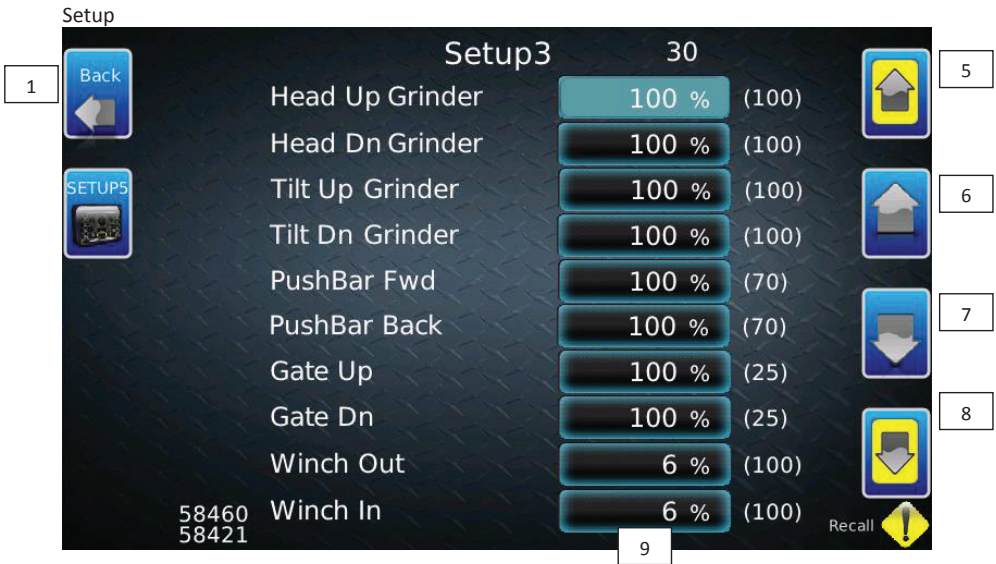 Setup
Setup3 30
1
Back
5
Head Up Grinder 100 % (100)
Head Dn Grinder 100 % (100)
SETUP5
Tilt Up Grinder 100 % (100)
6
Tilt Dn Grinder 100 % (100)
PushBar Fwd 100 % (70)
PushBar Back 100 % (70)
7
Gate Up 100 % (25)
Gate Dn 100 % (25)
8
Winch Out 6 % (100)
Winch In 6 % (100)
58460
58421
Recall
9